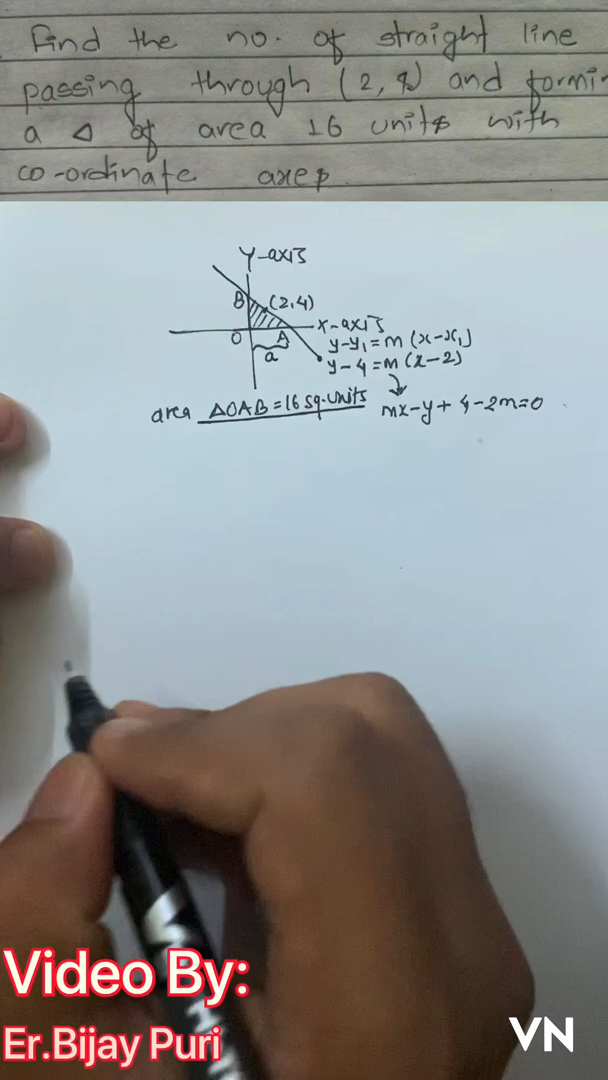 Find the no. of straight line
passing through (2, 4) and formin
a Δ of area 16 units with
co-ordinate axes
Y-axis
B (2,4)
O A X-axis
a
y-y₁=m(x-x₁)
y-4=m(x-2)
area ΔOAB=16 sq.units
mx-y+4-2m=0
Video By:
Er.Bijay Puri
VN